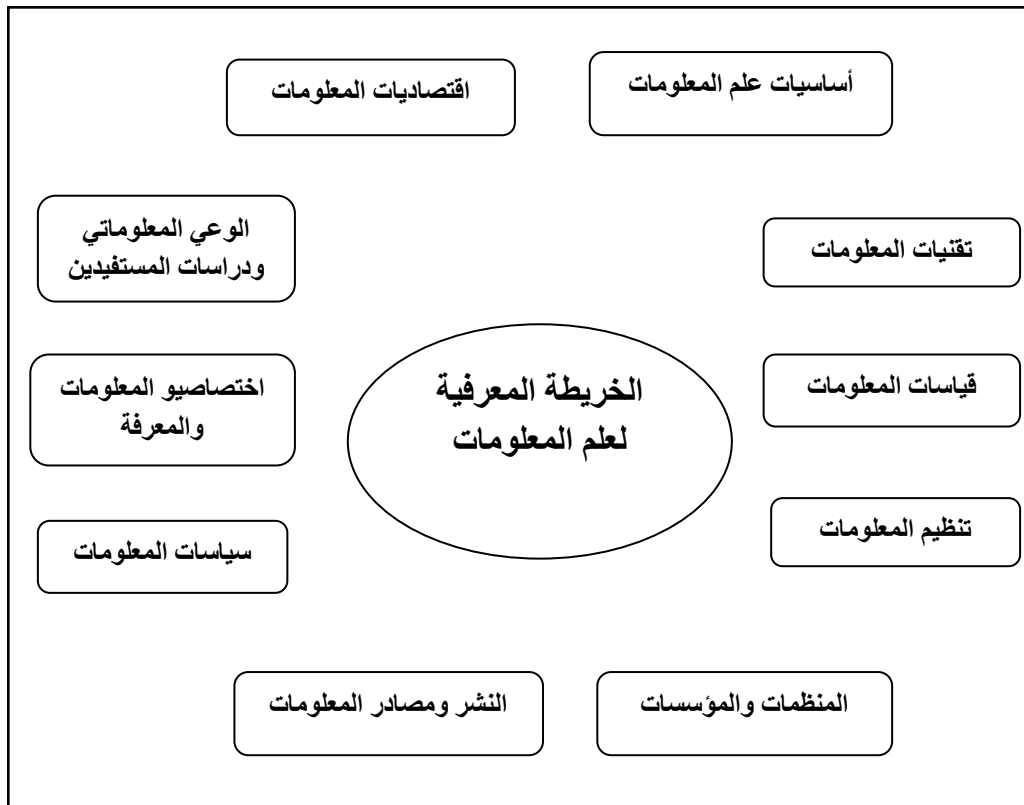 أساسيات علم المعلومات
اقتصاديات المعلومات
الوعي المعلوماتي
ودراسات المستفيدين
تقنيات المعلومات
اختصاصيو المعلومات
والمعرفة
الخريطة المعرفية
لعلم المعلومات
قياسات المعلومات
سياسات المعلومات
تنظيم المعلومات
المنظمات والمؤسسات
النشر ومصادر المعلومات